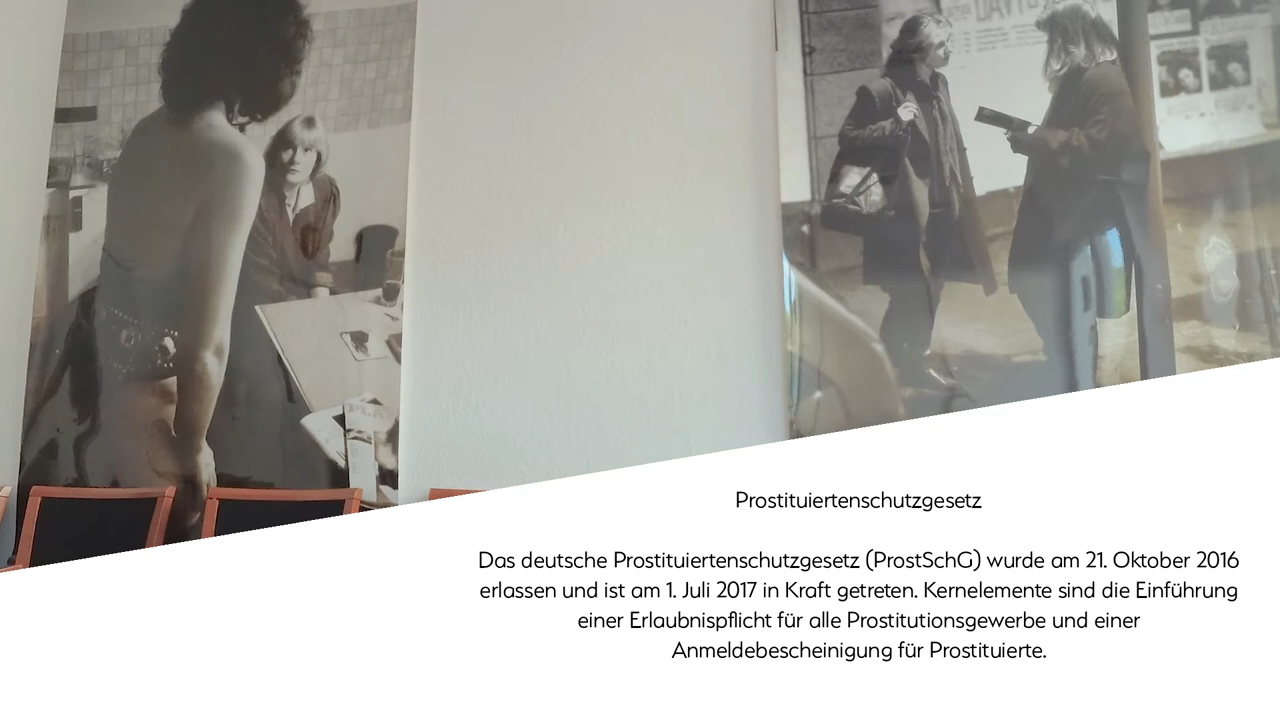 Prostituiertenschutzgesetz
Das deutsche Prostituiertenschutzgesetz (ProstSchG) wurde am 21. Oktober 2016
erlassen und ist am 1. Juli 2017 in Kraft getreten. Kernelemente sind die Einführung
einer Erlaubnispflicht für alle Prostitutionsgewerbe und einer
Anmeldebescheinigung für Prostituierte.